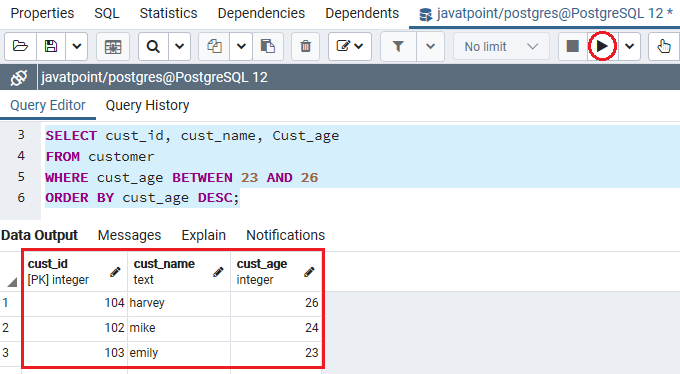 Properties SQL Statistics Dependencies Dependents javatpoint/postgres@PostgreSQL 12 *
No limit
javatpoint/postgres@PostgreSQL 12
Query Editor Query History
3 SELECT cust_id, cust_name, Cust_age
4 FROM customer
5 WHERE cust_age BETWEEN 23 AND 26
6 ORDER BY cust_age DESC;
Data Output Messages Explain Notifications
cust_id cust_name cust_age
[PK] integer text integer
1 104 harvey 26
2 102 mike 24
3 103 emily 23